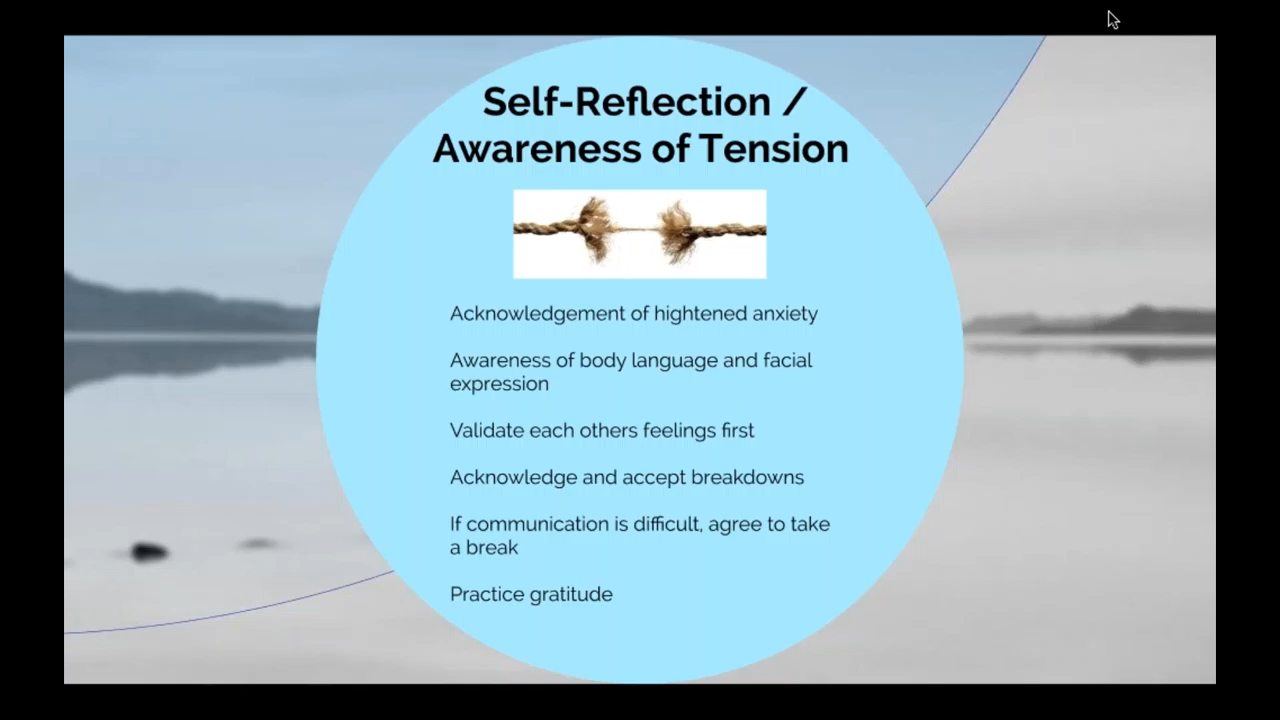 Self-Reflection /
Awareness of Tension
Acknowledgement of hightened anxiety
Awareness of body language and facial
expression
Validate each others feelings first
Acknowledge and accept breakdowns
If communication is difficult, agree to take
a break
Practice gratitude